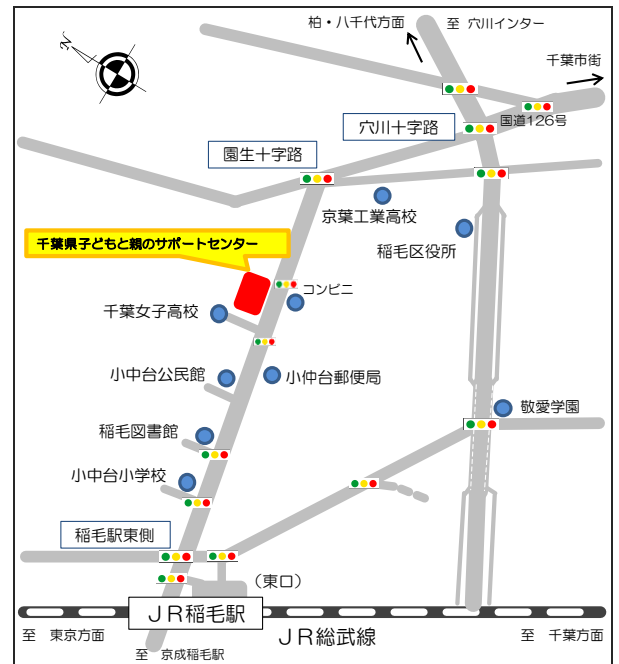 柏・八千代方面
至 穴川インター
千葉市街
N
国道126号
穴川十字路
園生十字路
京葉工業高校
稲毛区役所
千葉県子どもと親のサポートセンター
コンビニ
千葉女子高校
小中台公民館
小仲台郵便局
敬愛学園
稲毛図書館
小中台小学校
稲毛駅東側
（東口）
ＪＲ稲毛駅
至 東京方面
ＪＲ総武線
至 千葉方面
至 京成稲毛駅